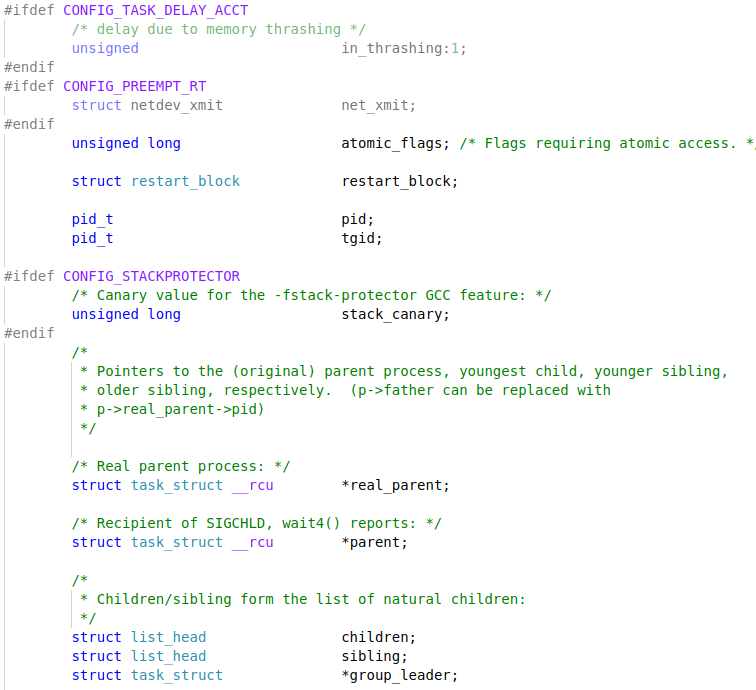 #ifdef CONFIG_TASK_DELAY_ACCT
/* delay due to memory thrashing */
unsigned in_thrashing:1;
#endif
#ifdef CONFIG_PREEMPT_RT
struct netdev_xmit net_xmit;
#endif
unsigned long atomic_flags; /* Flags requiring atomic access. *
struct restart_block restart_block;
pid_t pid;
pid_t tgid;
#ifdef CONFIG_STACKPROTECTOR
/* Canary value for the -fstack-protector GCC feature: */
unsigned long stack_canary;
#endif
/*
* Pointers to the (original) parent process, youngest child, younger sibling,
* older sibling, respectively. (p->father can be replaced with
* p->real_parent->pid)
*/
/* Real parent process: */
struct task_struct __rcu *real_parent;
/* Recipient of SIGCHLD, wait4() reports: */
struct task_struct __rcu *parent;
/*
* Children/sibling form the list of natural children:
*/
struct list_head children;
struct list_head sibling;
struct task_struct *group_leader;